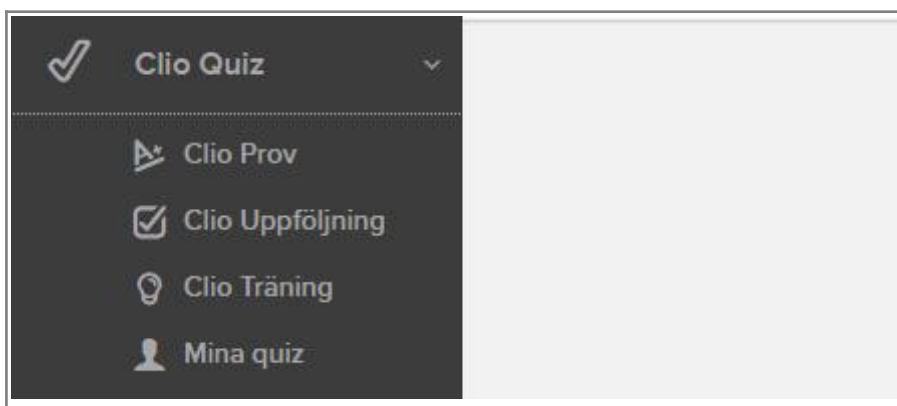 Clio Quiz
Clio Prov
Clio Uppföljning
Clio Träning
Mina quiz